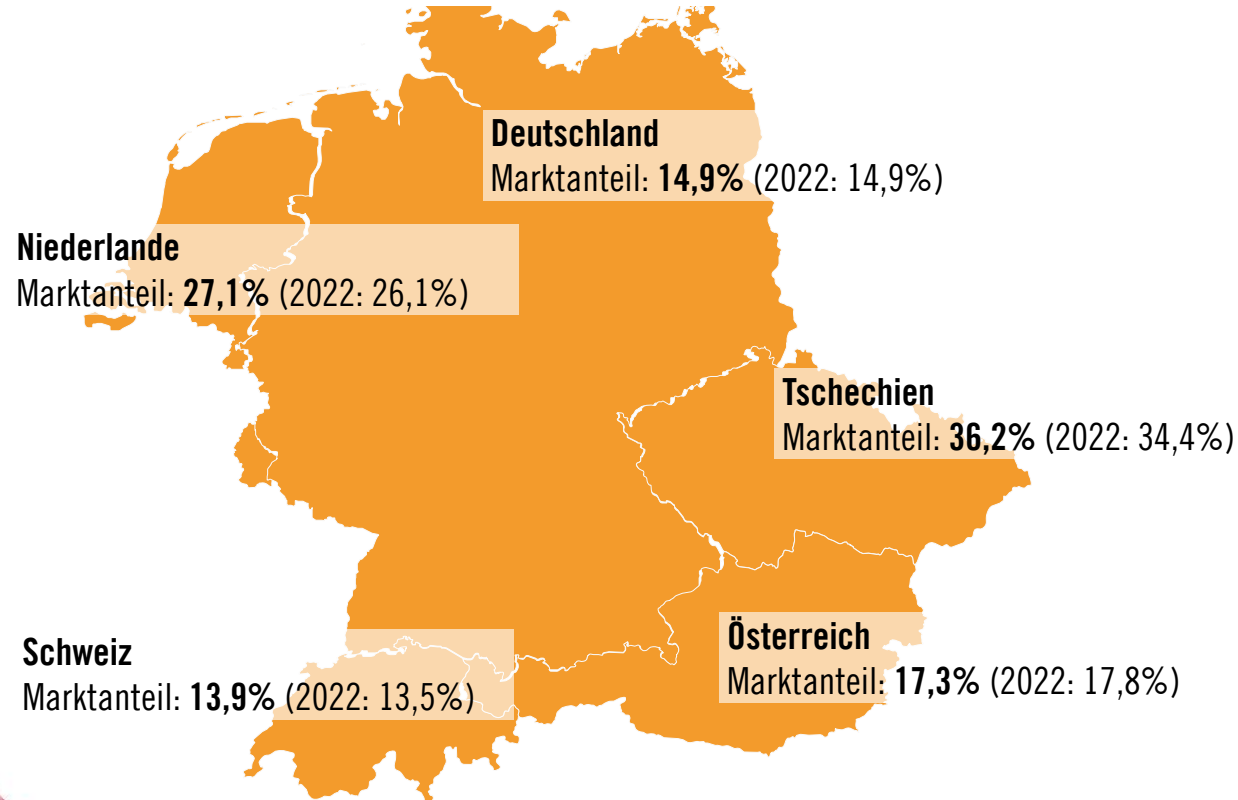 Deutschland
Marktanteil: 14,9% (2022: 14,9%)
Niederlande
Marktanteil: 27,1% (2022: 26,1%)
Tschechien
Marktanteil: 36,2% (2022: 34,4%)
Österreich
Marktanteil: 17,3% (2022: 17,8%)
Schweiz
Marktanteil: 13,9% (2022: 13,5%)